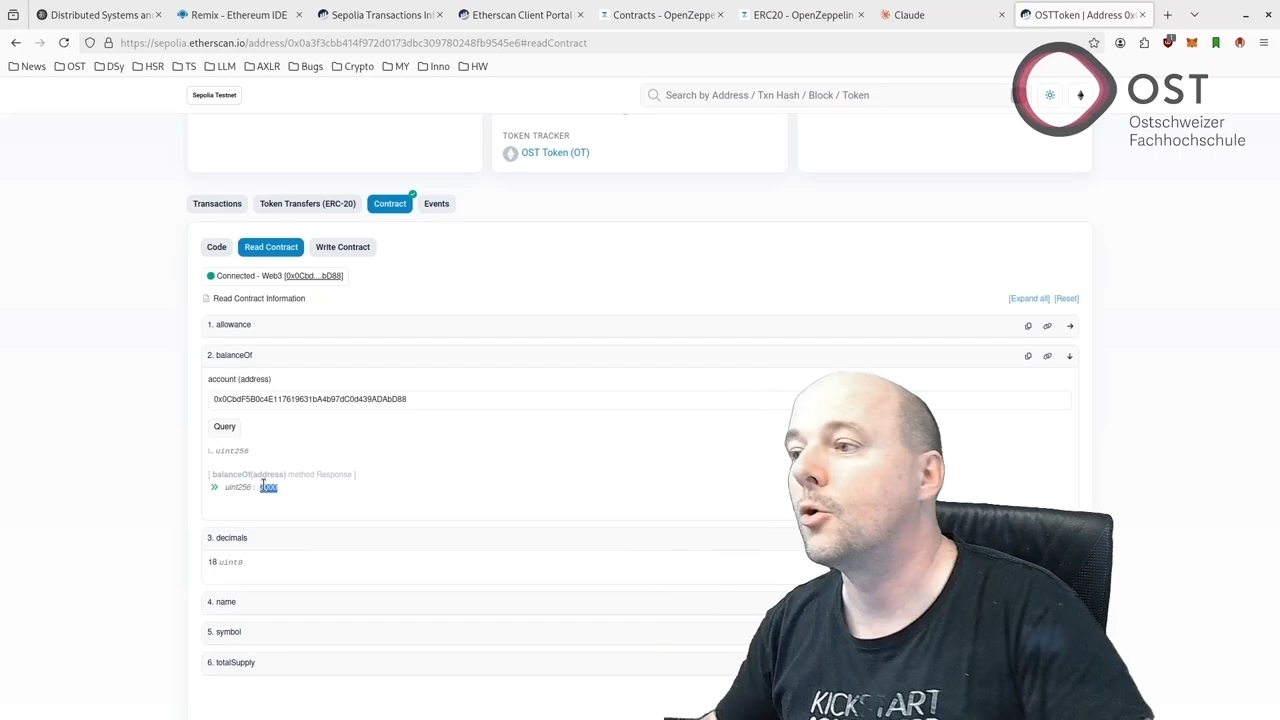 Distributed Systems an
Remix - Ethereum IDE
Sepolia Transactions Inf
Etherscan Client Portal
Contracts - OpenZeppe
ERC20 - OpenZeppelin
Claude
OSTToken | Address 0x
https://sepolia.etherscan.io/address/0x0a3f3cbb414f972d0173dbc309780248fb9545e6#readContract
News OST DSy HSR TS LLM AXLR Bugs Crypto MY Inno HW
Sepolia Testnet
Search by Address / Txn Hash / Block / Token
OST
Ostschweizer
Fachhochschule
TOKEN TRACKER
OST Token (OT)
Transactions Token Transfers (ERC-20) Contract Events
Code Read Contract Write Contract
Connected - Web3 [0x0Cbd....bD88]
Read Contract Information
[Expand all] [Reset]
1. allowance
2. balanceOf
account (address)
0x0CbdF5B0c4E117619631bA4b97dC0d439ADAbD88
Query
uint256
[ balanceOf(address) method Response ]
uint256 :
3. decimals
18 uint8
4. name
5. symbol
6. totalSupply
KICKSTART